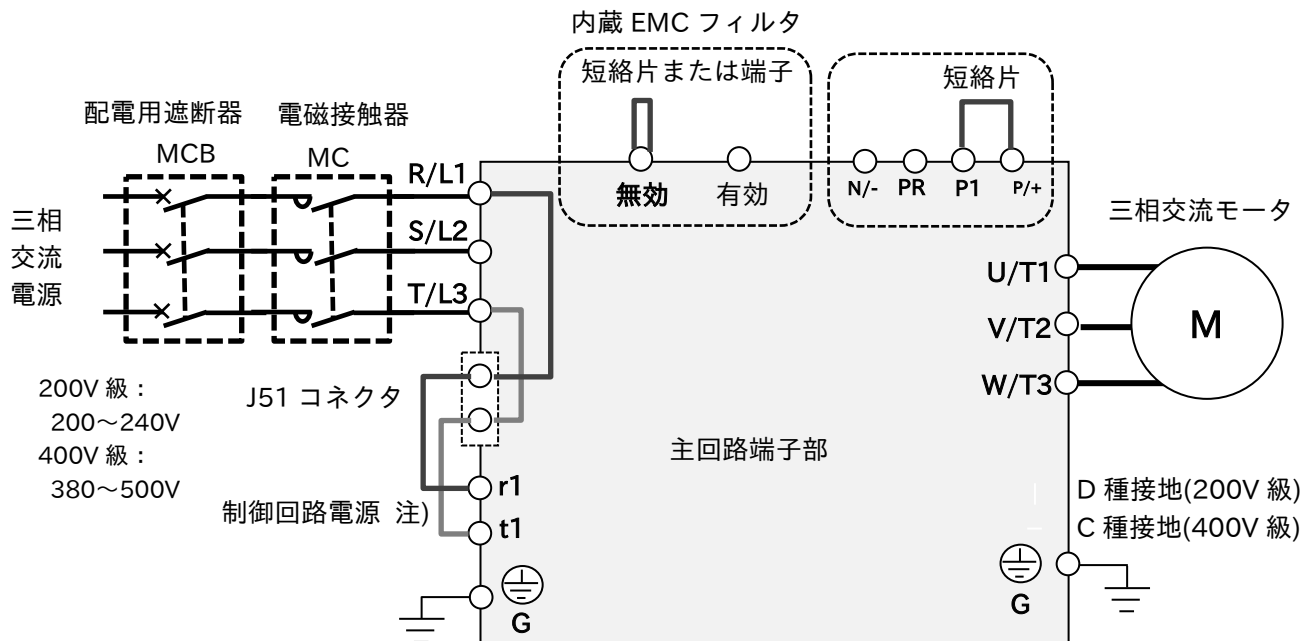 内蔵 EMC フィルタ
短絡片または端子
短絡片
配電用遮断器
電磁接触器
MCB
MC
R/L1
無効
有効
N/-
PR
P1
P/+
三相
交流
電源
S/L2
三相交流モータ
U/T1
T/L3
V/T2
M
W/T3
200V 級：
200～240V
400V 級：
380～500V
J51 コネクタ
主回路端子部
r1
制御回路電源 注)
t1
D 種接地(200V 級)
C 種接地(400V 級)
G
G